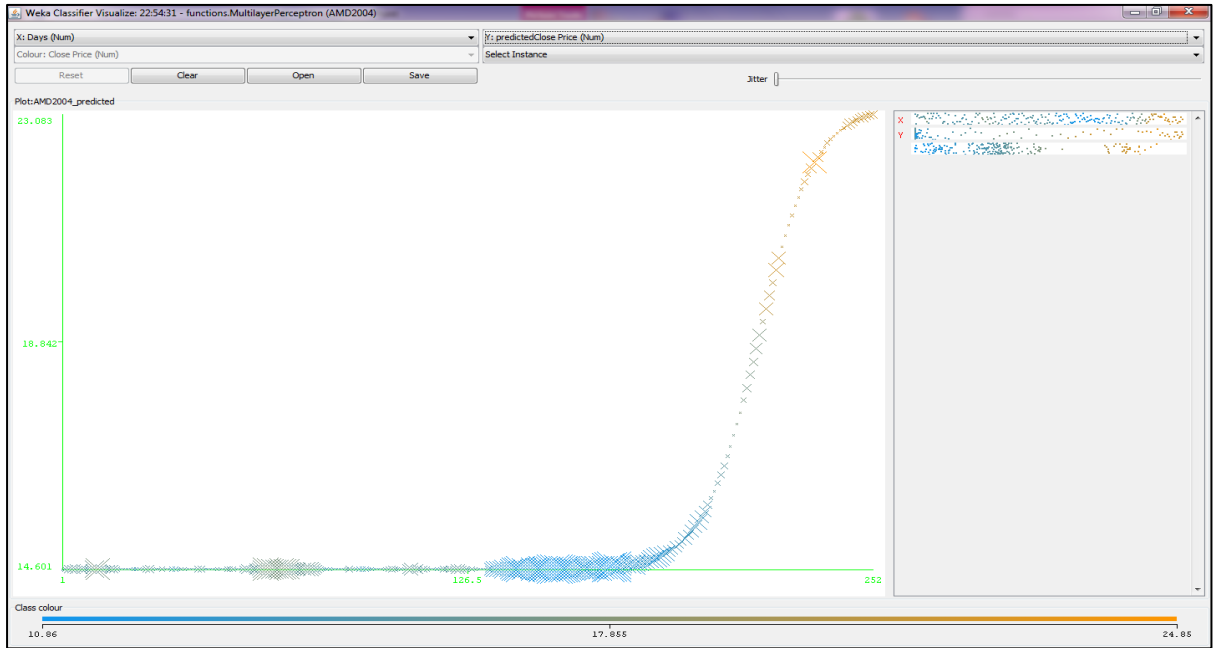 Weka Classifier Visualize: 22:54:31 - functions.MultilayerPerceptron (AMD2004)
X: Days (Num)
Y: predictedClose Price (Num)
Colour: Close Price (Num)
Select Instance
Reset
Clear
Open
Save
Jitter
Plot:AMD2004_predicted
23.083
18.842
14.601
1
126.5
252
X
Y
Class colour
10.86
17.855
24.85